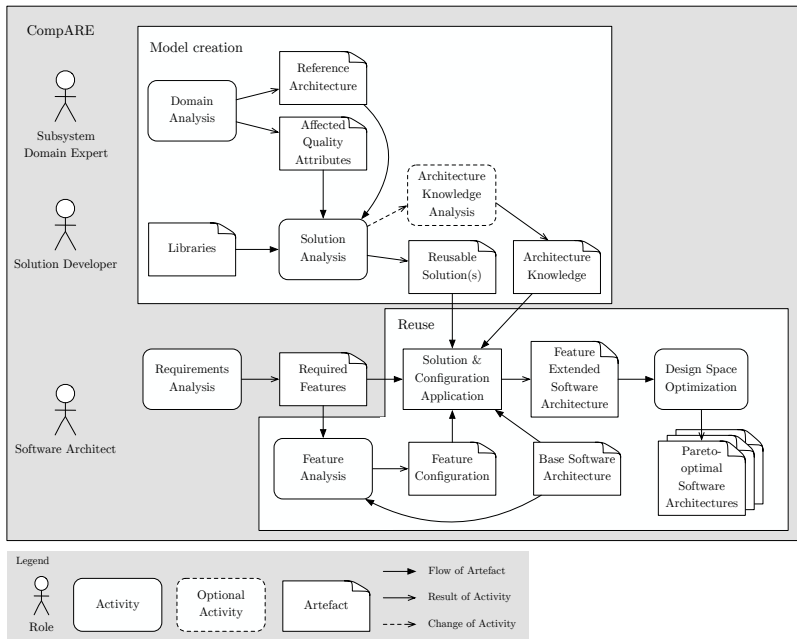 CompARE
Model creation
Subsystem
Domain Expert
Domain
Analysis
Reference
Architecture
Affected
Quality
Attributes
Architecture
Knowledge
Analysis
Solution Developer
Libraries
Solution
Analysis
Reusable
Solution(s)
Architecture
Knowledge
Reuse
Software Architect
Requirements
Analysis
Required
Features
Solution &
Configuration
Application
Feature
Extended
Software
Architecture
Design Space
Optimization
Feature
Analysis
Feature
Configuration
Base Software
Architecture
Pareto-
optimal
Software
Architectures
Legend
Role
Activity
Optional
Activity
Artefact
Flow of Artefact
Result of Activity
Change of Activity